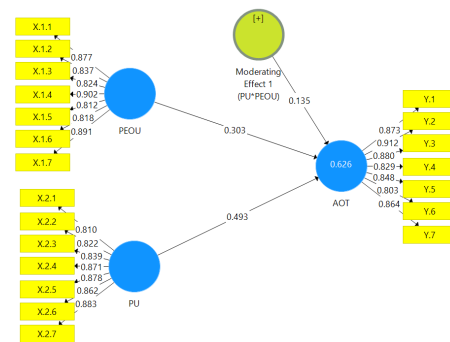 X.1.1
X.1.2
X.1.3
X.1.4
X.1.5
X.1.6
X.1.7
0.877
0.837
0.824
0.902
0.812
0.818
0.891
PEOU
[+]
Moderating
Effect 1
(PU*PEOU)
0.135
0.303
0.493
0.626
AOT
Y.1
Y.2
Y.3
Y.4
Y.5
Y.6
Y.7
0.873
0.912
0.880
0.829
0.848
0.803
0.864
X.2.1
X.2.2
X.2.3
X.2.4
X.2.5
X.2.6
X.2.7
0.810
0.822
0.839
0.871
0.878
0.862
0.883
PU